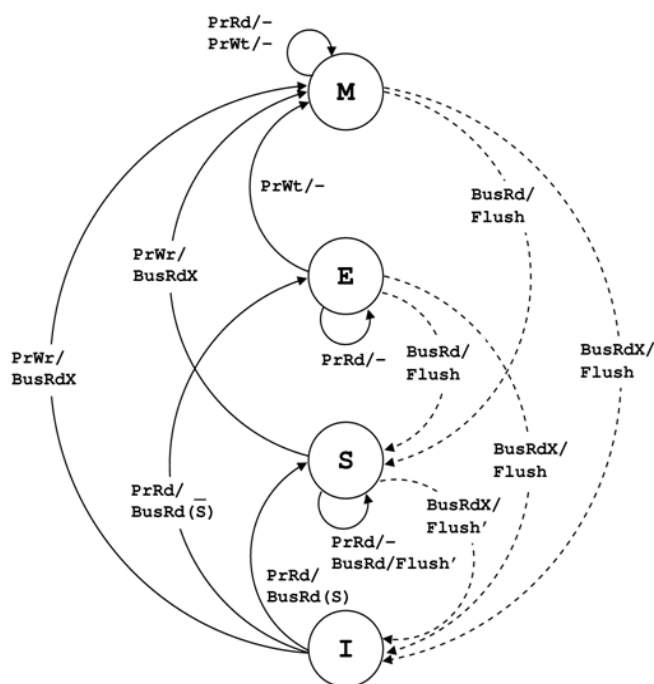 PrRd/–
PrWt/–
M
PrWt/–
BusRd/
Flush
PrWr/
BusRdX
E
PrRd/–
BusRd/
Flush
PrWr/
BusRdX
BusRdX/
Flush
S
BusRdX/
Flush
PrRd/
BusRd(S̅)
BusRdX/
Flush’
PrRd/–
BusRd/Flush’
PrRd/
BusRd(S)
I